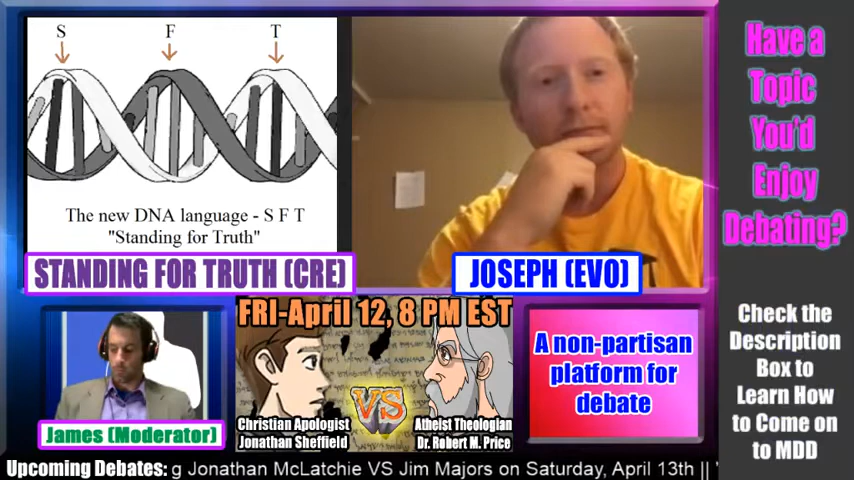 S F T
The new DNA language - S F T
"Standing for Truth"
STANDING FOR TRUTH (CRE)
JOSEPH (EVO)
Have a
Topic
You'd
Enjoy
Debating?
FRI-April 12, 8 PM EST
VS
Christian Apologist
Jonathan Sheffield
Atheist Theologian
Dr. Robert M. Price
James (Moderator)
A non-partisan
platform for
debate
Check the
Description
Box to
Learn How
to Come on
to MDD
Upcoming Debates: g Jonathan McLatchie VS Jim Majors on Saturday, April 13th ||